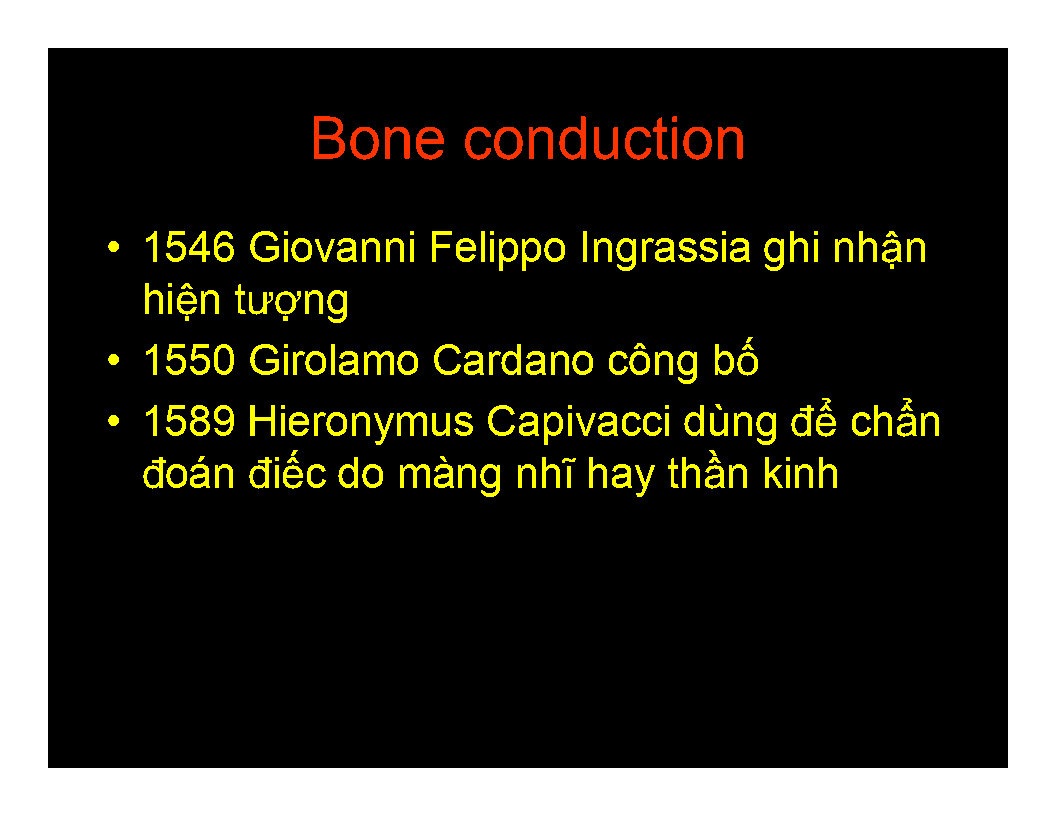 Bone conduction
• 1546 Giovanni Felippo Ingrassia ghi nhận
hiện tượng
• 1550 Girolamo Cardano công bố
• 1589 Hieronymus Capivacci dùng để chẩn
đoán điếc do màng nhĩ hay thần kinh